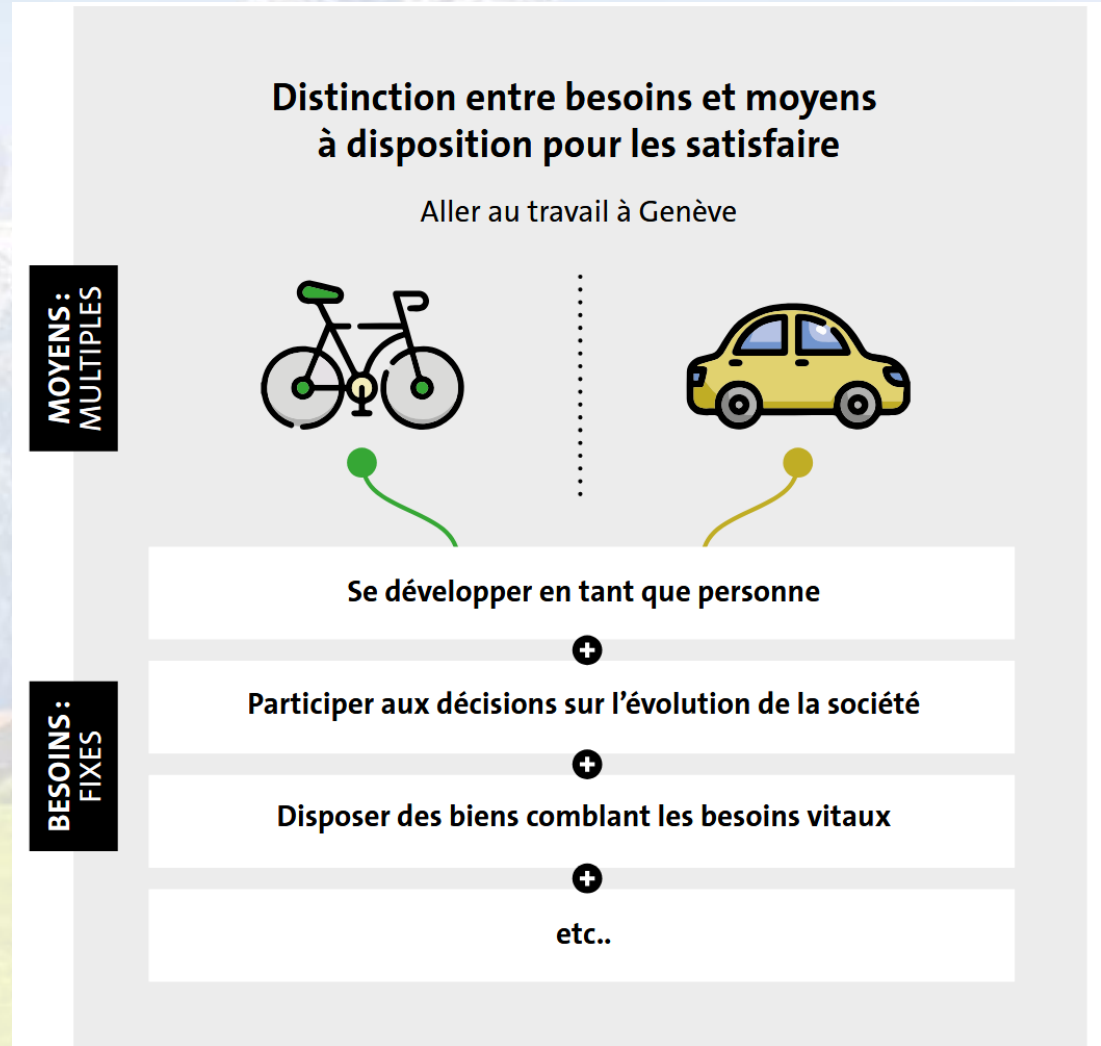 Distinction entre besoins et moyens
à disposition pour les satisfaire
Aller au travail à Genève
MOYENS :
MULTIPLES
Se développer en tant que personne
Participer aux décisions sur l’évolution de la société
BESOINS :
FIXES
Disposer des biens comblant les besoins vitaux
etc..